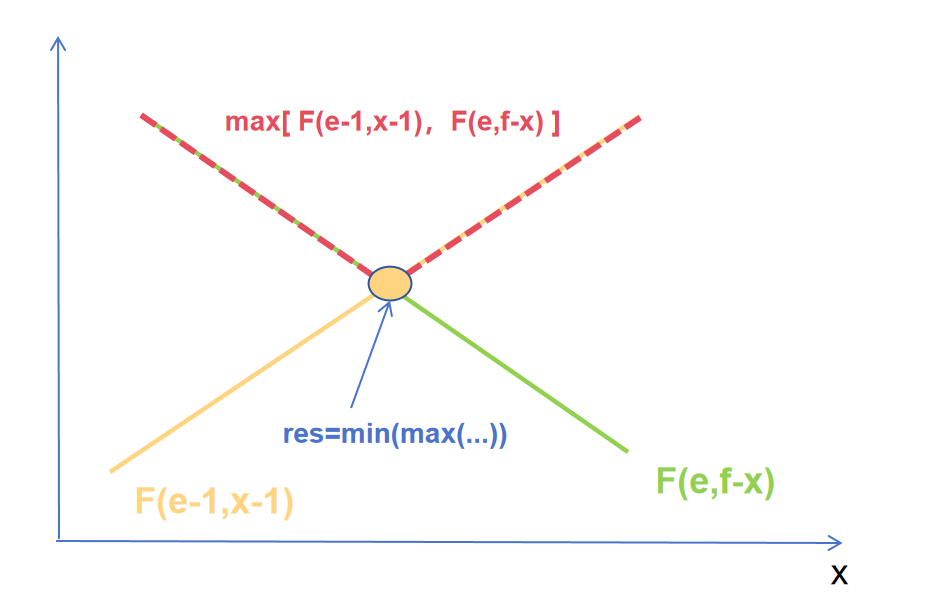 max[ F(e-1,x-1)，F(e,f-x) ]
res=min(max(...))
F(e-1,x-1)
F(e,f-x)
X